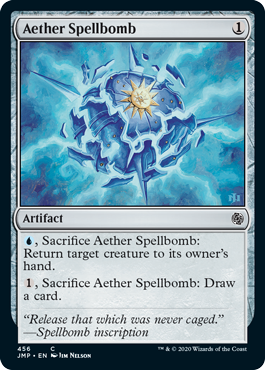 Aether Spellbomb 1
Artifact
, Sacrifice Aether Spellbomb:
Return target creature to its owner's
hand.
1, Sacrifice Aether Spellbomb: Draw
a card.
"Release that which was never caged."
—Spellbomb inscription
456 C
JMP • EN Jim Nelson
™ & © 2020 Wizards of the Coast